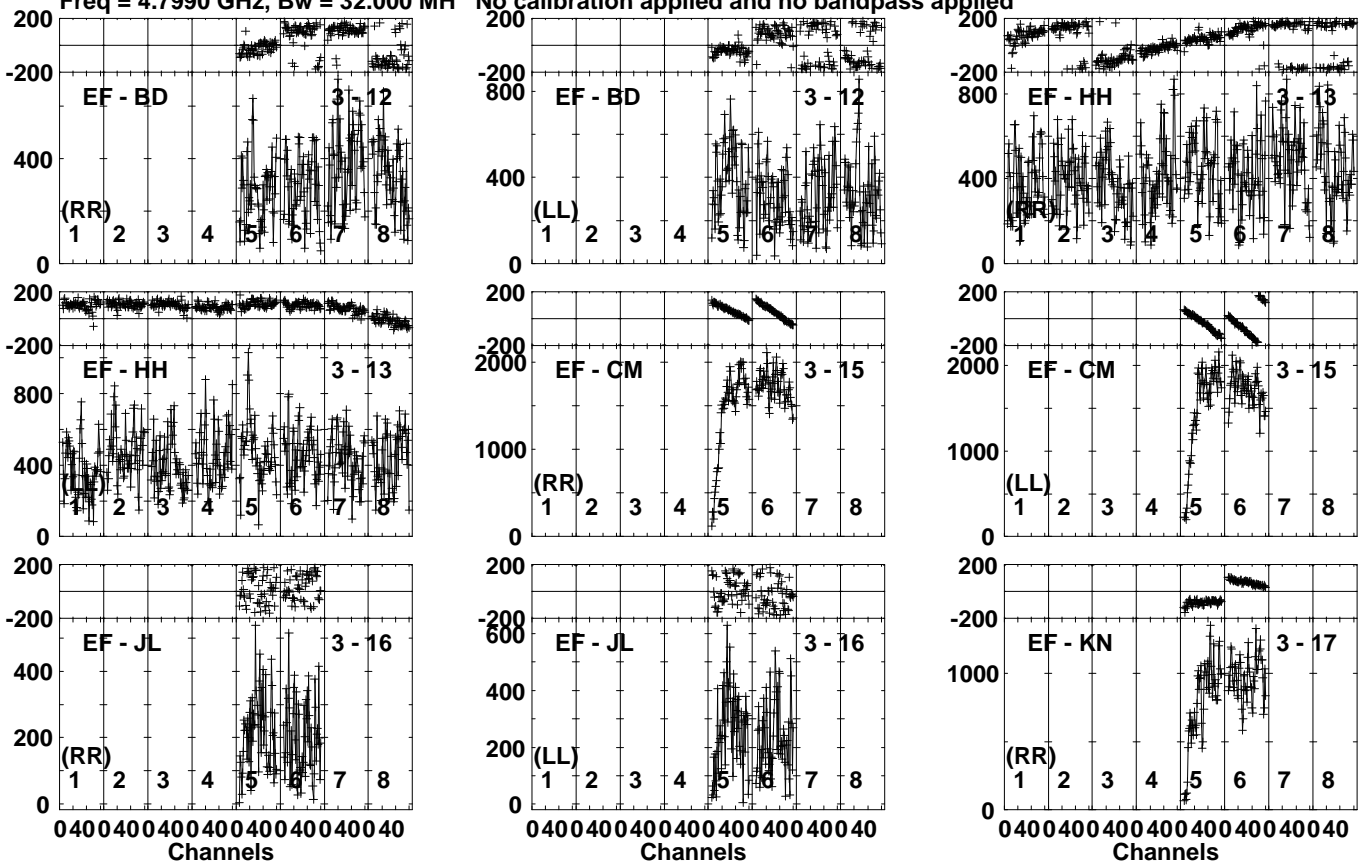 Freq = 4.7990 GHz, Bw = 32.000 MH No calibration applied and no bandpass applied
200
-200
EF - BD 3 - 12
400
(RR)
1 2 3 4 5 6 7 8
0
200
-200
800
EF - BD 3 - 12
400
(LL)
1 2 3 4 5 6 7 8
0
200
-200
800
EF - HH 3 - 13
400
(RR)
1 2 3 4 5 6 7 8
0
200
-200
EF - HH 3 - 13
800
400
(LL)
1 2 3 4 5 6 7 8
0
200
-200
2000
EF - CM 3 - 15
1000
(RR)
1 2 3 4 5 6 7 8
0
200
-200
2000
EF - CM 3 - 15
1000
(LL)
1 2 3 4 5 6 7 8
0
200
-200
EF - JL 3 - 16
400
200
(RR)
1 2 3 4 5 6 7 8
0
0 40 0 40 0 40 0 40 0 40 0 40 0 40 0 40
Channels
200
-200
600
EF - JL 3 - 16
400
200
(LL)
1 2 3 4 5 6 7 8
0
0 40 0 40 0 40 0 40 0 40 0 40 0 40 0 40
Channels
200
-200
EF - KN 3 - 17
1000
(RR)
1 2 3 4 5 6 7 8
0
0 40 0 40 0 40 0 40 0 40 0 40 0 40 0 40
Channels